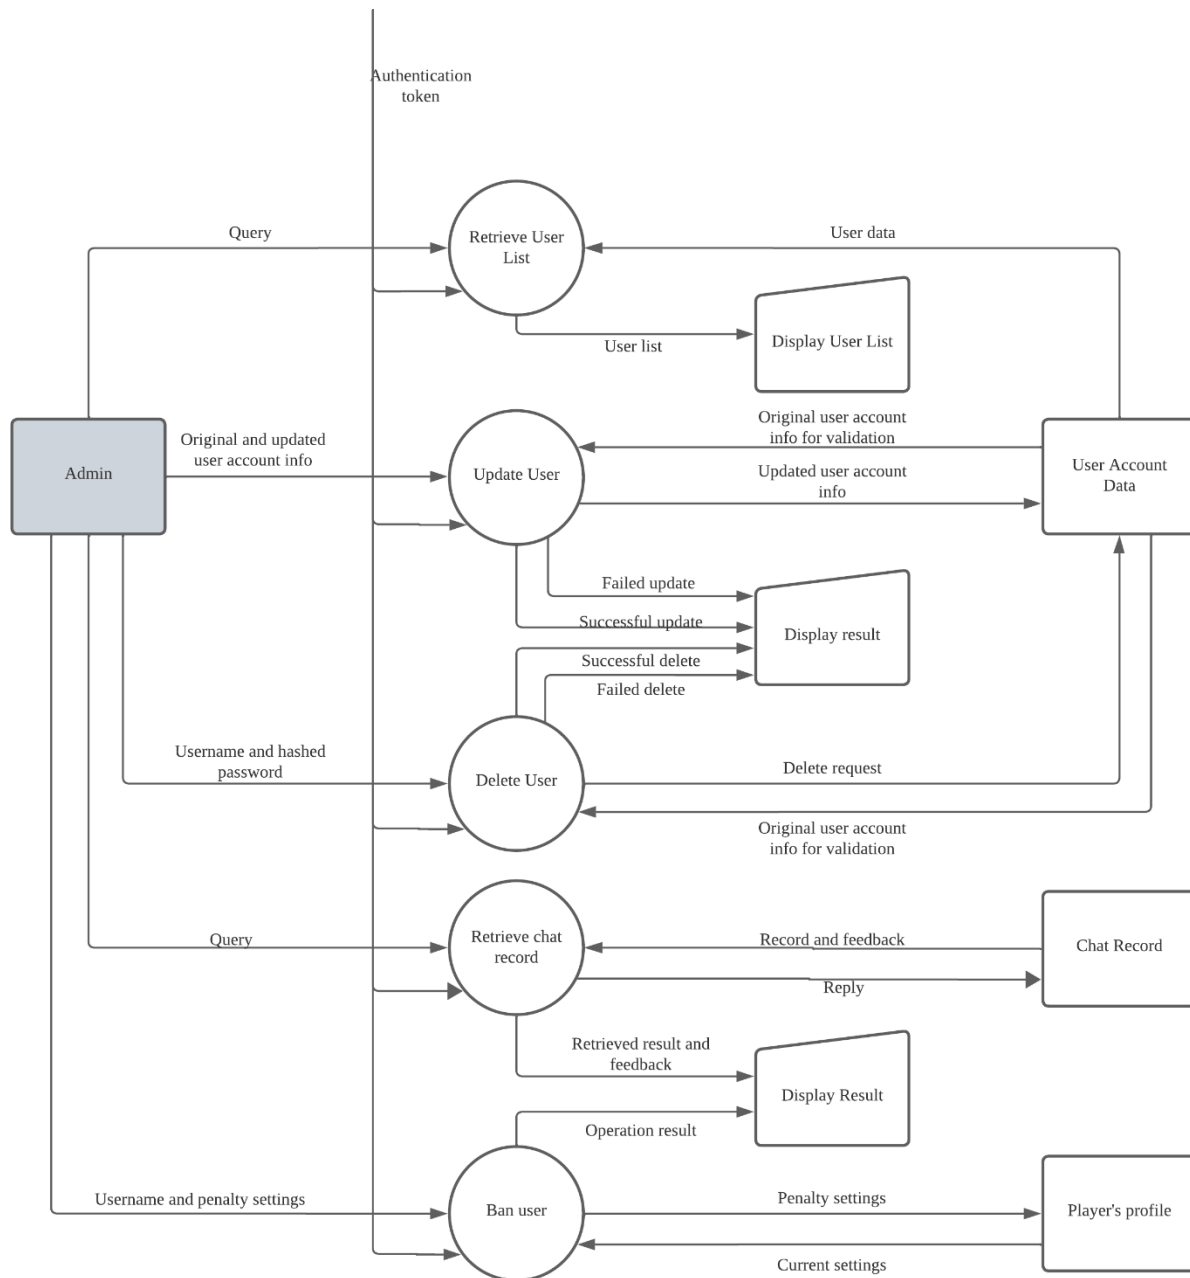 Authentication
token
Query
Retrieve User
List
User data
User list
Display User List
Admin
Original and updated
user account info
Update User
Original user account
info for validation
Updated user account
info
User Account
Data
Failed update
Successful update
Display result
Successful delete
Failed delete
Username and hashed
password
Delete User
Delete request
Original user account
info for validation
Query
Retrieve chat
record
Record and feedback
Reply
Chat Record
Retrieved result and
feedback
Display Result
Operation result
Username and penalty settings
Ban user
Penalty settings
Player's profile
Current settings